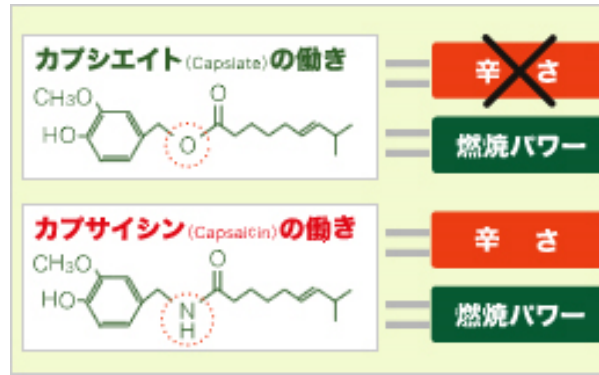 カプシエイト(Capsiate)の働き
辛 さ
CH₃O
HO
O
O
燃焼パワー
カプサイシン(Capsaicin)の働き
辛 さ
CH₃O
HO
N
H
O
燃焼パワー